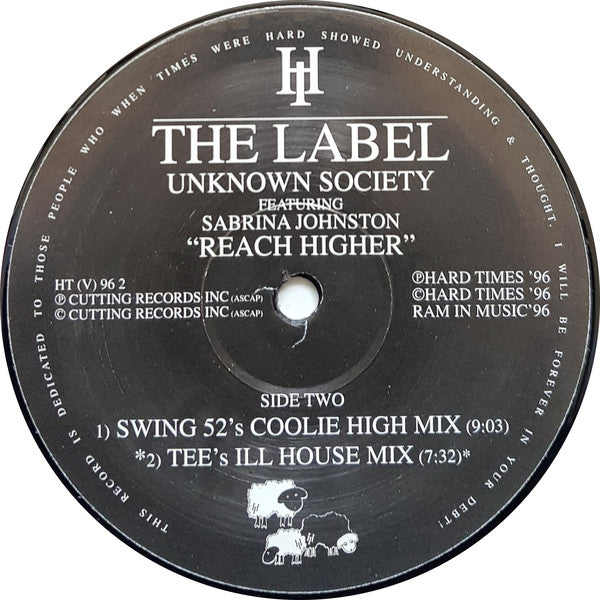 THIS RECORD IS DEDICATED TO THOSE PEOPLE WHO WHEN TIMES WERE HARD SHOWED UNDERSTANDING & THOUGHT. I WILL BE FOREVER IN YOUR DEBT!
HT
THE LABEL
UNKNOWN SOCIETY
FEATURING
SABRINA JOHNSTON
“REACH HIGHER”
HT (V) 96 2
℗ CUTTING RECORDS INC (ASCAP)
© CUTTING RECORDS INC (ASCAP)
℗HARD TIMES '96
©HARD TIMES '96
RAM IN MUSIC'96
SIDE TWO
1) SWING 52's COOLIE HIGH MIX (9:03)
*2) TEE's ILL HOUSE MIX (7:32)*